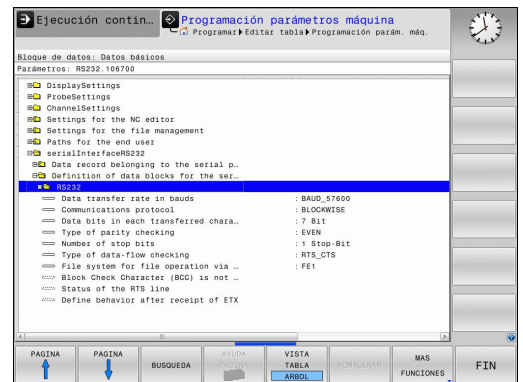 Ejecución contin…
Programación parámetros máquina
Programar Editar tabla Programación parám. máq.
Bloque de datos: Datos básicos
Parámetros: RS232.106700
DisplaySettings
ProbeSettings
ChannelSettings
Settings for the NC editor
Settings for the file management
Paths for the end user
serialInterfaceRS232
Data record belonging to the serial p…
Definition of data blocks for the ser…
RS232
Data transfer rate in bauds : BAUD_57600
Communications protocol : BLOCKWISE
Data bits in each transferred chara… : 7 Bit
Type of parity checking : EVEN
Number of stop bits : 1 Stop-Bit
Type of data-flow checking : RTS_CTS
File system for file operation via … : FE1
Block Check Character (BCC) is not …
Status of the RTS line
Define behavior after receipt of ETX
PAGINA
PAGINA
BUSQUEDA
AYUDA PAGINA
VISTA TABLA ARBOL
ALMACENAR
MAS FUNCIONES
FIN